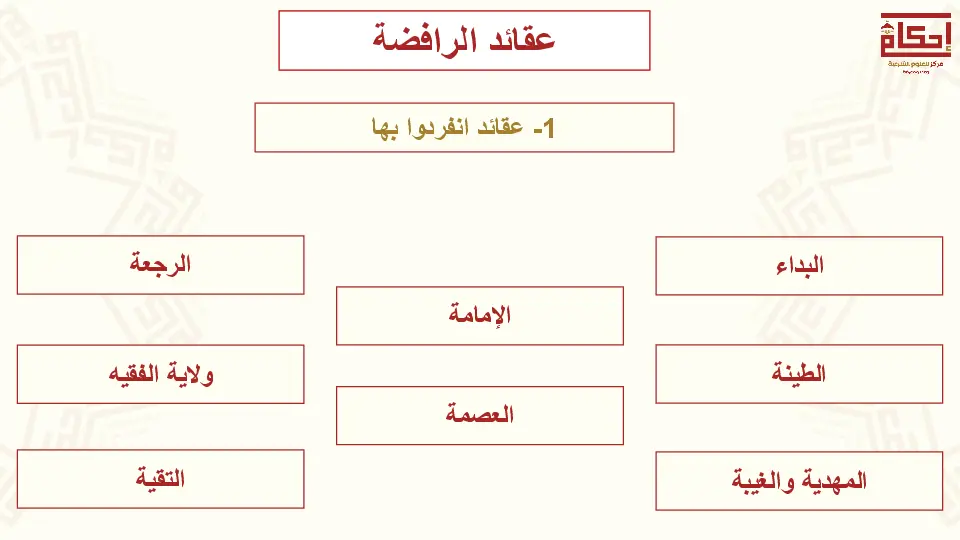 عقائد الرافضة
إحكام
مركز للعلوم الشرعية
1- عقائد انفردوا بها
البداء
الرجعة
الإمامة
الطينة
ولاية الفقيه
العصمة
المهدية والغيبة
التقية